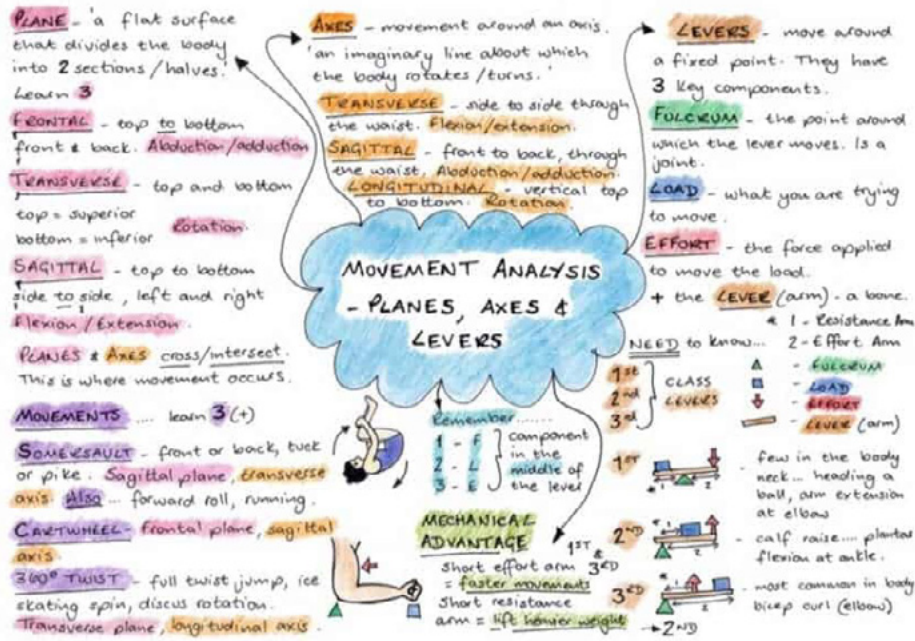 PLANE - 'a flat surface
that divides the body
into 2 sections/halves.'
Learn 3
FRONTAL - top to bottom
front & back. Abduction/adduction
TRANSVERSE - top and bottom
top = superior
bottom = inferior Rotation.
SAGITTAL - top to bottom
side to side, left and right
Flexion/Extension.
PLANES & AXES cross/intersect.
This is where movement occurs.
MOVEMENTS .... learn 3 (+)
SOMERSAULT - front or back, tuck
or pike. Sagittal plane, transverse
axis. Also ... forward roll, running.
CARTWHEEL - frontal plane, sagittal
axis.
360° TWIST - full twist jump, ice
skating spin, discus rotation.
Transverse plane, longitudinal axis.
AXES - movement around an axis.
'an imaginary line about which
the body rotates/turns.'
TRANSVERSE - side to side through
the waist. Flexion/extension.
SAGITTAL - front to back, through
the waist, Abduction/adduction.
LONGITUDINAL - vertical top
to bottom. Rotation.
MOVEMENT ANALYSIS
- PLANES, AXES &
LEVERS
Remember......
1 - F
2 - L
3 - E
component
in the
middle of
the lever
MECHANICAL
ADVANTAGE
short effort arm
= faster movements
1ST &
3RD
short resistance
arm = lift heavier weight
→ 2ND
LEVERS - move around
a fixed point. They have
3 key components.
FULCRUM - the point around
which the lever moves. Is a
joint.
LOAD - what you are trying
to move.
EFFORT - the force applied
to move the load.
+ the LEVER (arm) - a bone.
* 1 - Resistance Arm
2 - Effort Arm
NEED to know...
1st
2nd
3rd
CLASS
LEVERS
- FULCRUM
- LOAD
- EFFORT
- LEVER (arm)
1ST
* 1 2
- few in the body
neck... heading a
ball, arm extension
at elbow
2ND
1
2
- calf raise.... plantar
flexion at ankle.
3RD
1
2
- most common in body
bicep curl (elbow)